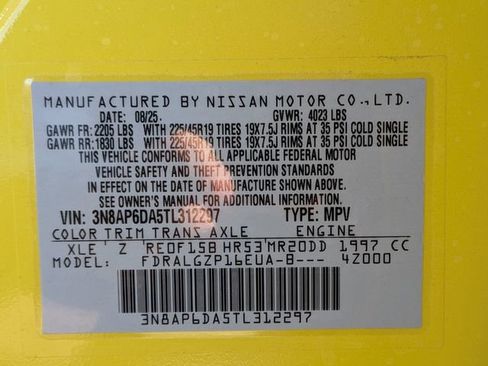 MANUFACTURED BY NISSAN MOTOR CO., LTD.
DATE: 08/25. GVWR: 4023 LBS
GAWR FR: 2205 LBS WITH 225/45R19 TIRES 19X7.5J RIMS AT 35 PSI COLD SINGLE
GAWR RR: 1830 LBS WITH 225/45R19 TIRES 19X7.5J RIMS AT 35 PSI COLD SINGLE
THIS VEHICLE CONFORMS TO ALL APPLICABLE FEDERAL MOTOR
VEHICLE SAFETY AND THEFT PREVENTION STANDARDS
IN EFFECT ON THE DATE OF MANUFACTURE SHOWN ABOVE.
SEE OWNER'S MANUAL FOR ADDITIONAL INFORMATION
VIN: 3N8AP6DA5TL312297 TYPE: MPV
COLOR TRIM TRANS AXLE ENGINE
XLE' Z 'RE0F15B HR53'MR20DD 1997 CC
MODEL: FDRALGZP16EUA-B--- 4Z000
3N8AP6DA5TL312297